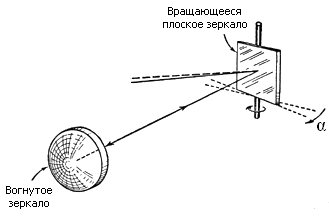 Вращающееся
плоское зеркало
α
Вогнутое
зеркало